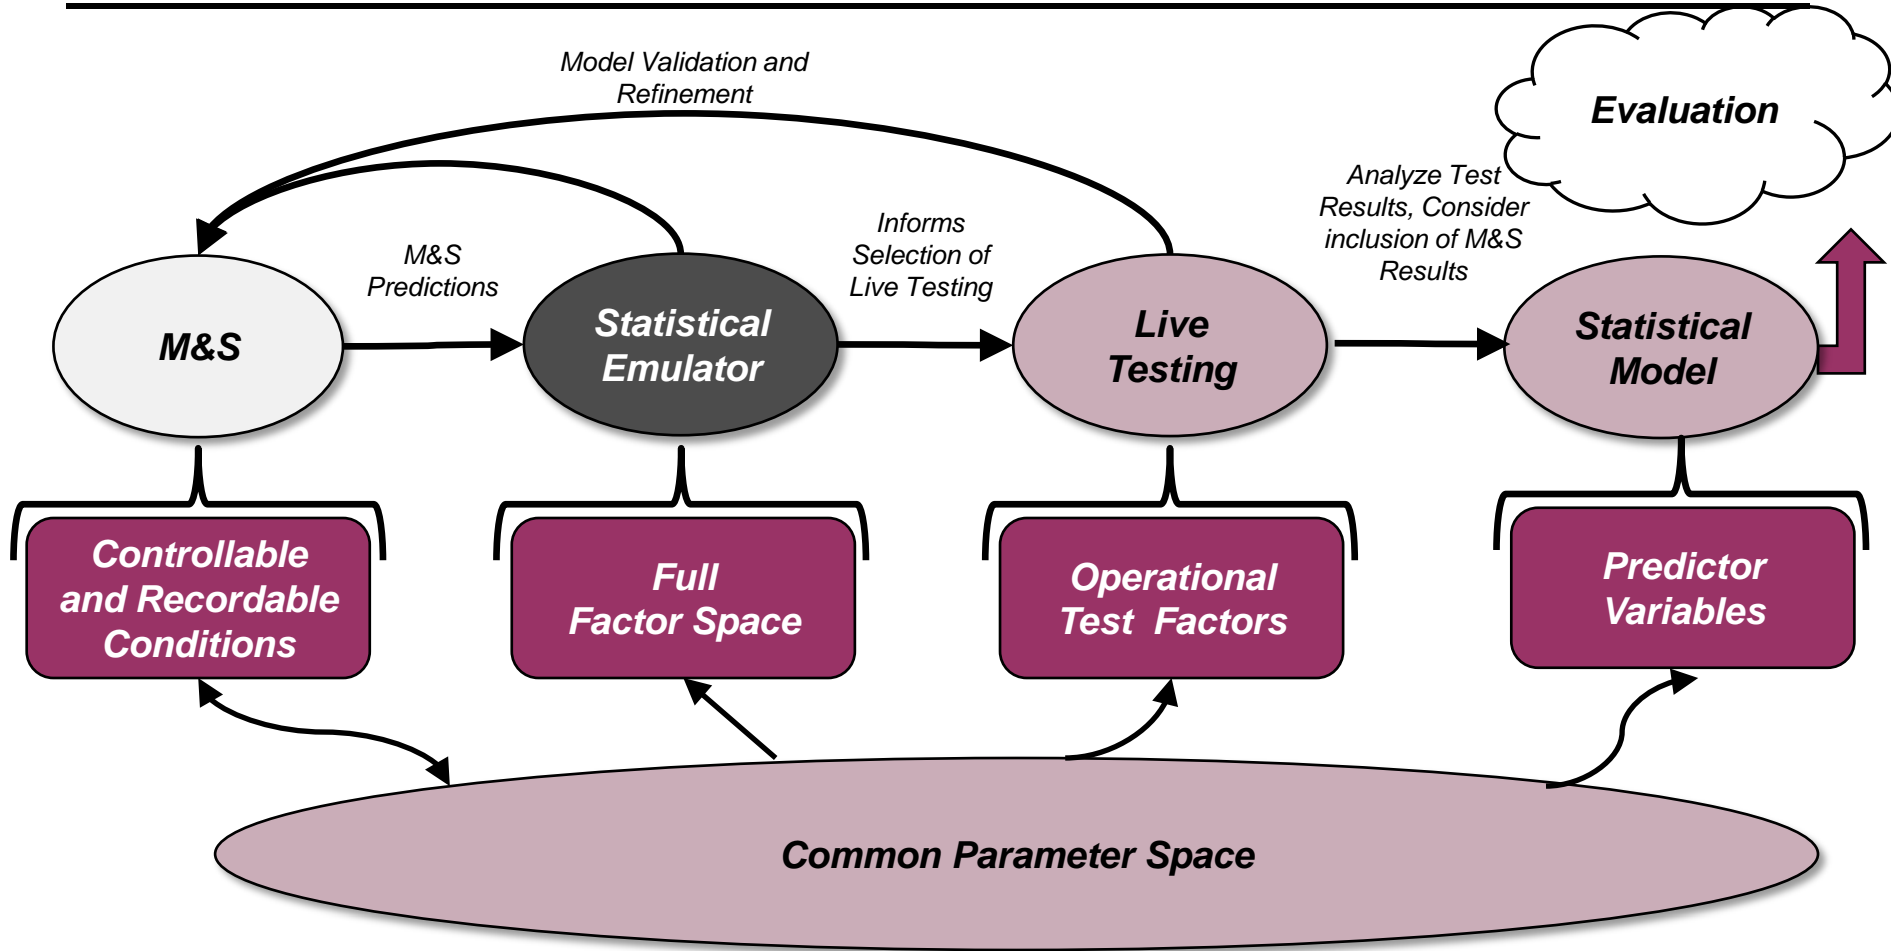 Model Validation and
Refinement
Evaluation
Analyze Test
Results, Consider
inclusion of M&S
Results
Informs
Selection of
Live Testing
M&S
Predictions
M&S
Statistical
Emulator
Live
Testing
Statistical
Model
Controllable
and Recordable
Conditions
Full
Factor Space
Operational
Test Factors
Predictor
Variables
Common Parameter Space